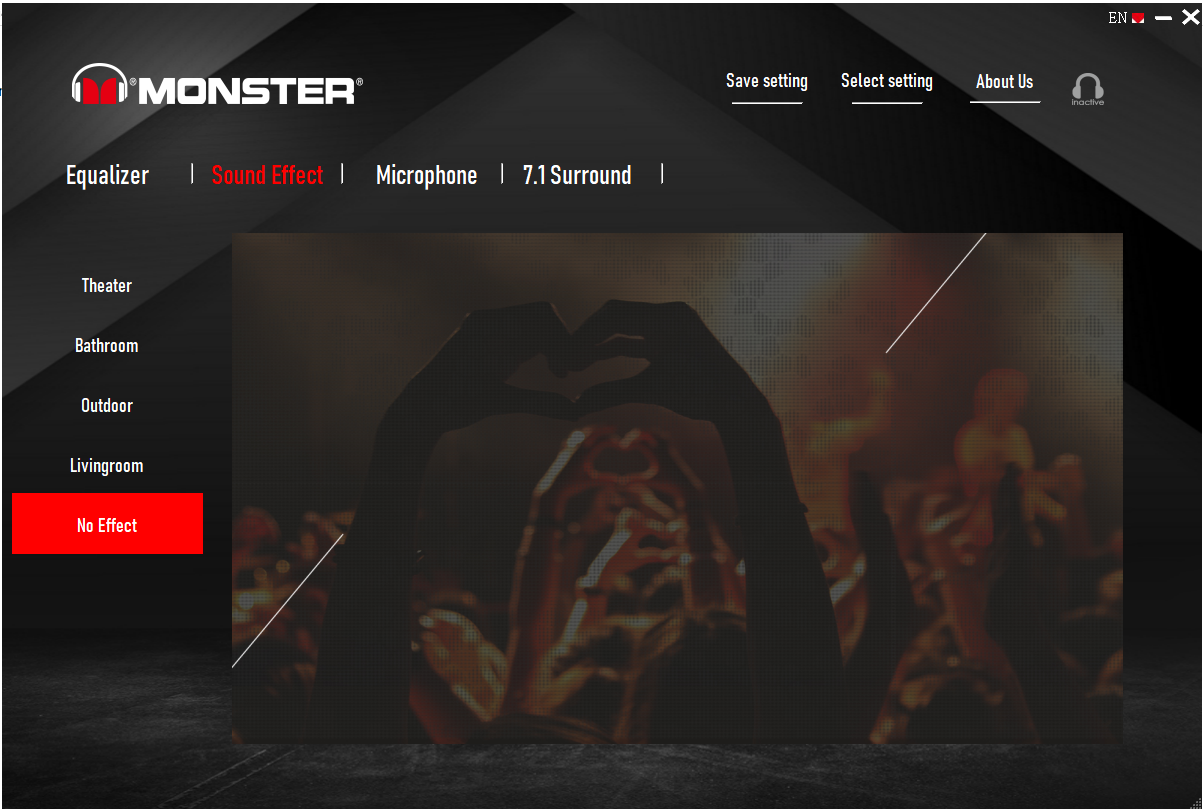 EN
®MONSTER®
Save setting
Select setting
About Us
inactive
Equalizer
Sound Effect
Microphone
7.1 Surround
Theater
Bathroom
Outdoor
Livingroom
No Effect